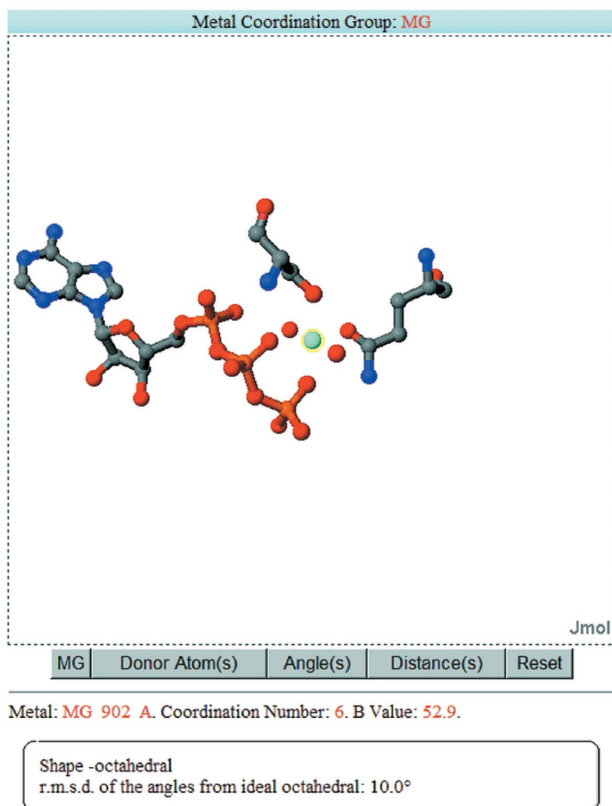 Metal Coordination Group: MG
Jmol
MG Donor Atom(s) Angle(s) Distance(s) Reset
Metal: MG 902 A. Coordination Number: 6. B Value: 52.9.
Shape -octahedral
r.m.s.d. of the angles from ideal octahedral: 10.0°